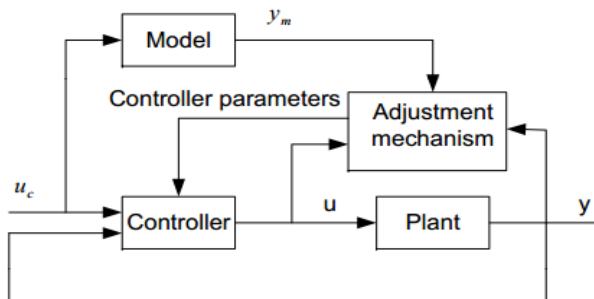 y_m
Model
Controller parameters
Adjustment
mechanism
u_c
Controller
u
Plant
y